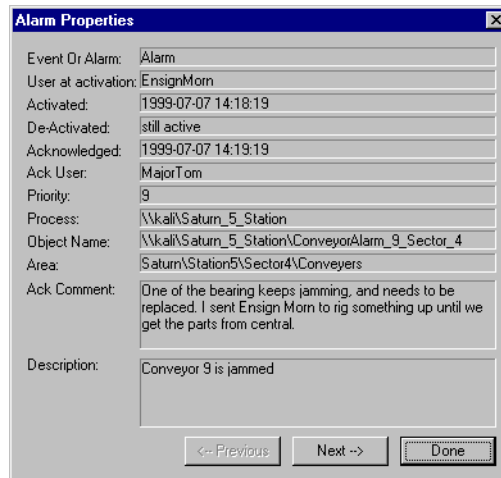 Alarm Properties
Event Or Alarm: Alarm
User at activation: EnsignMorn
Activated: 1999-07-07 14:18:19
De-Activated: still active
Acknowledged: 1999-07-07 14:19:19
Ack User: MajorTom
Priority: 9
Process: \\kali\Saturn_5_Station
Object Name: \\kali\Saturn_5_Station\ConveyorAlarm_9_Sector_4
Area: Saturn\Station5\Sector4\Conveyers
Ack Comment: One of the bearing keeps jamming, and needs to be
replaced. I sent Ensign Morn to rig something up until we
get the parts from central.
Description: Conveyor 9 is jammed
<-- Previous Next --> Done